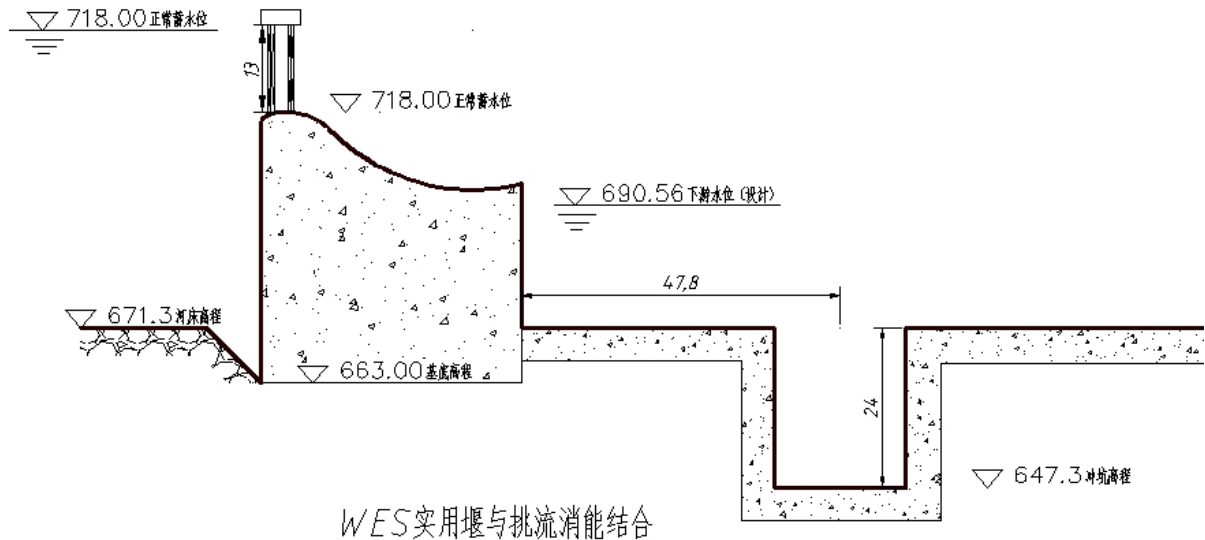 718.00正常蓄水位
13
718.00正常蓄水位
690.56下游水位(设计)
47,8
671.3河床高程
663.00基底高程
24
647.3冲坑高程
WES实用堰与挑流消能结合